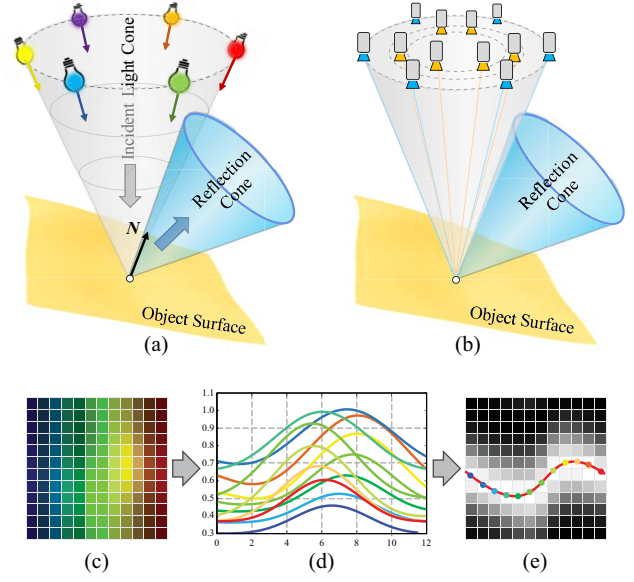 Incident Light Cone
Reflection
Cone
N
Object Surface
(a)
Reflection
Cone
Object Surface
(b)
1.1
1.0
0.9
0.8
0.7
0.6
0.5
0.4
0.3
0 2 4 6 8 10 12
(c)
(d)
(e)